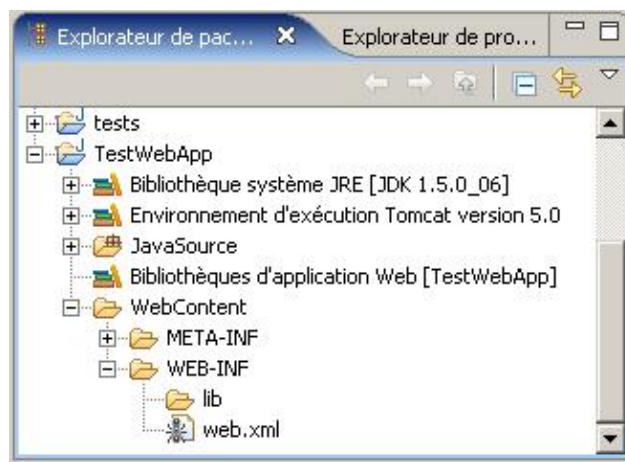 Explorateur de pac... Explorateur de pro...
tests
TestWebApp
Bibliothèque système JRE [JDK 1.5.0_06]
Environnement d'exécution Tomcat version 5.0
JavaSource
Bibliothèques d'application Web [TestWebApp]
WebContent
META-INF
WEB-INF
lib
web.xml